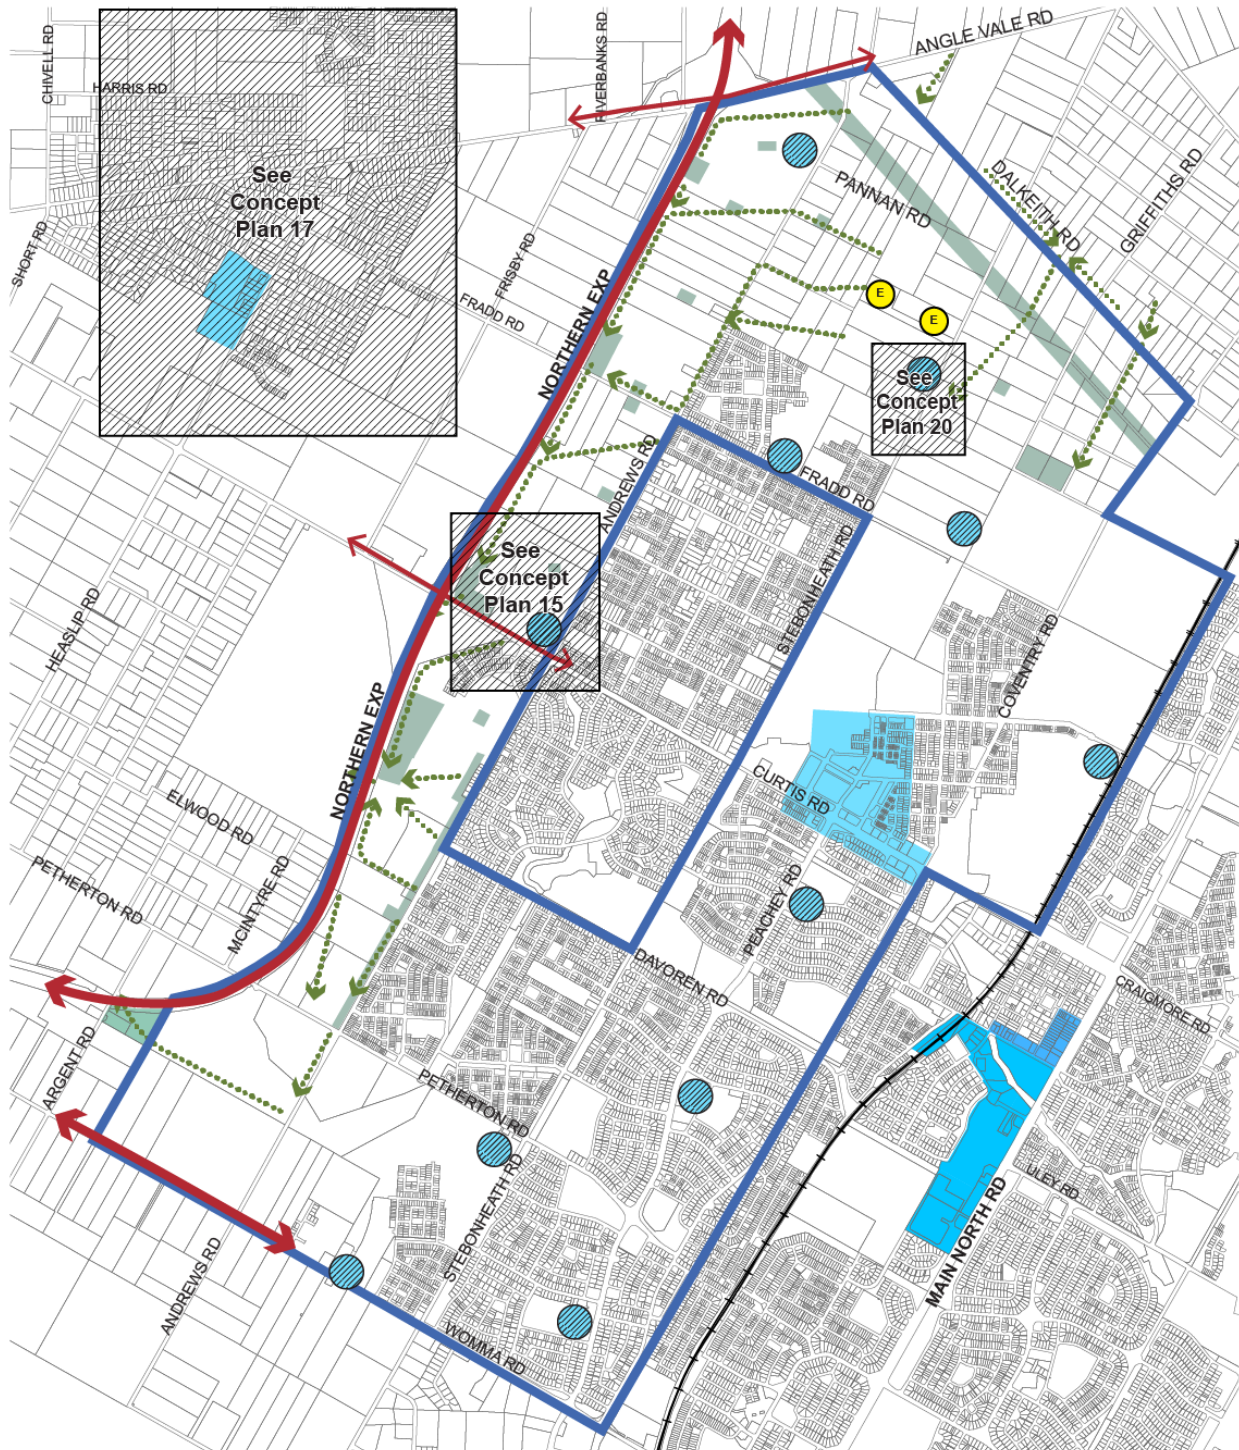 CHIVELL RD
HARRIS RD
RIVERBANKS RD
ANGLE VALE RD
See
Concept
Plan 17
SHORT RD
FRISBY RD
FRADD RD
NORTHERN EXP
PANNAN RD
DALKEITH RD
GRIFFITHS RD
E
E
See
Concept
Plan 20
ANDREWS RD
FRADD RD
STEBONHEATH RD
See
Concept
Plan 15
HEASLIP RD
COVENTRY RD
NORTHERN EXP
CURTIS RD
ELWOOD RD
PETHERTON RD
MCINTYRE RD
PEACHEY RD
DAVOREN RD
CRAIGMORE RD
ARGENT RD
PETHERTON RD
STEBONHEATH RD
ULEY RD
MAIN NORTH RD
ANDREWS RD
WOMMA RD